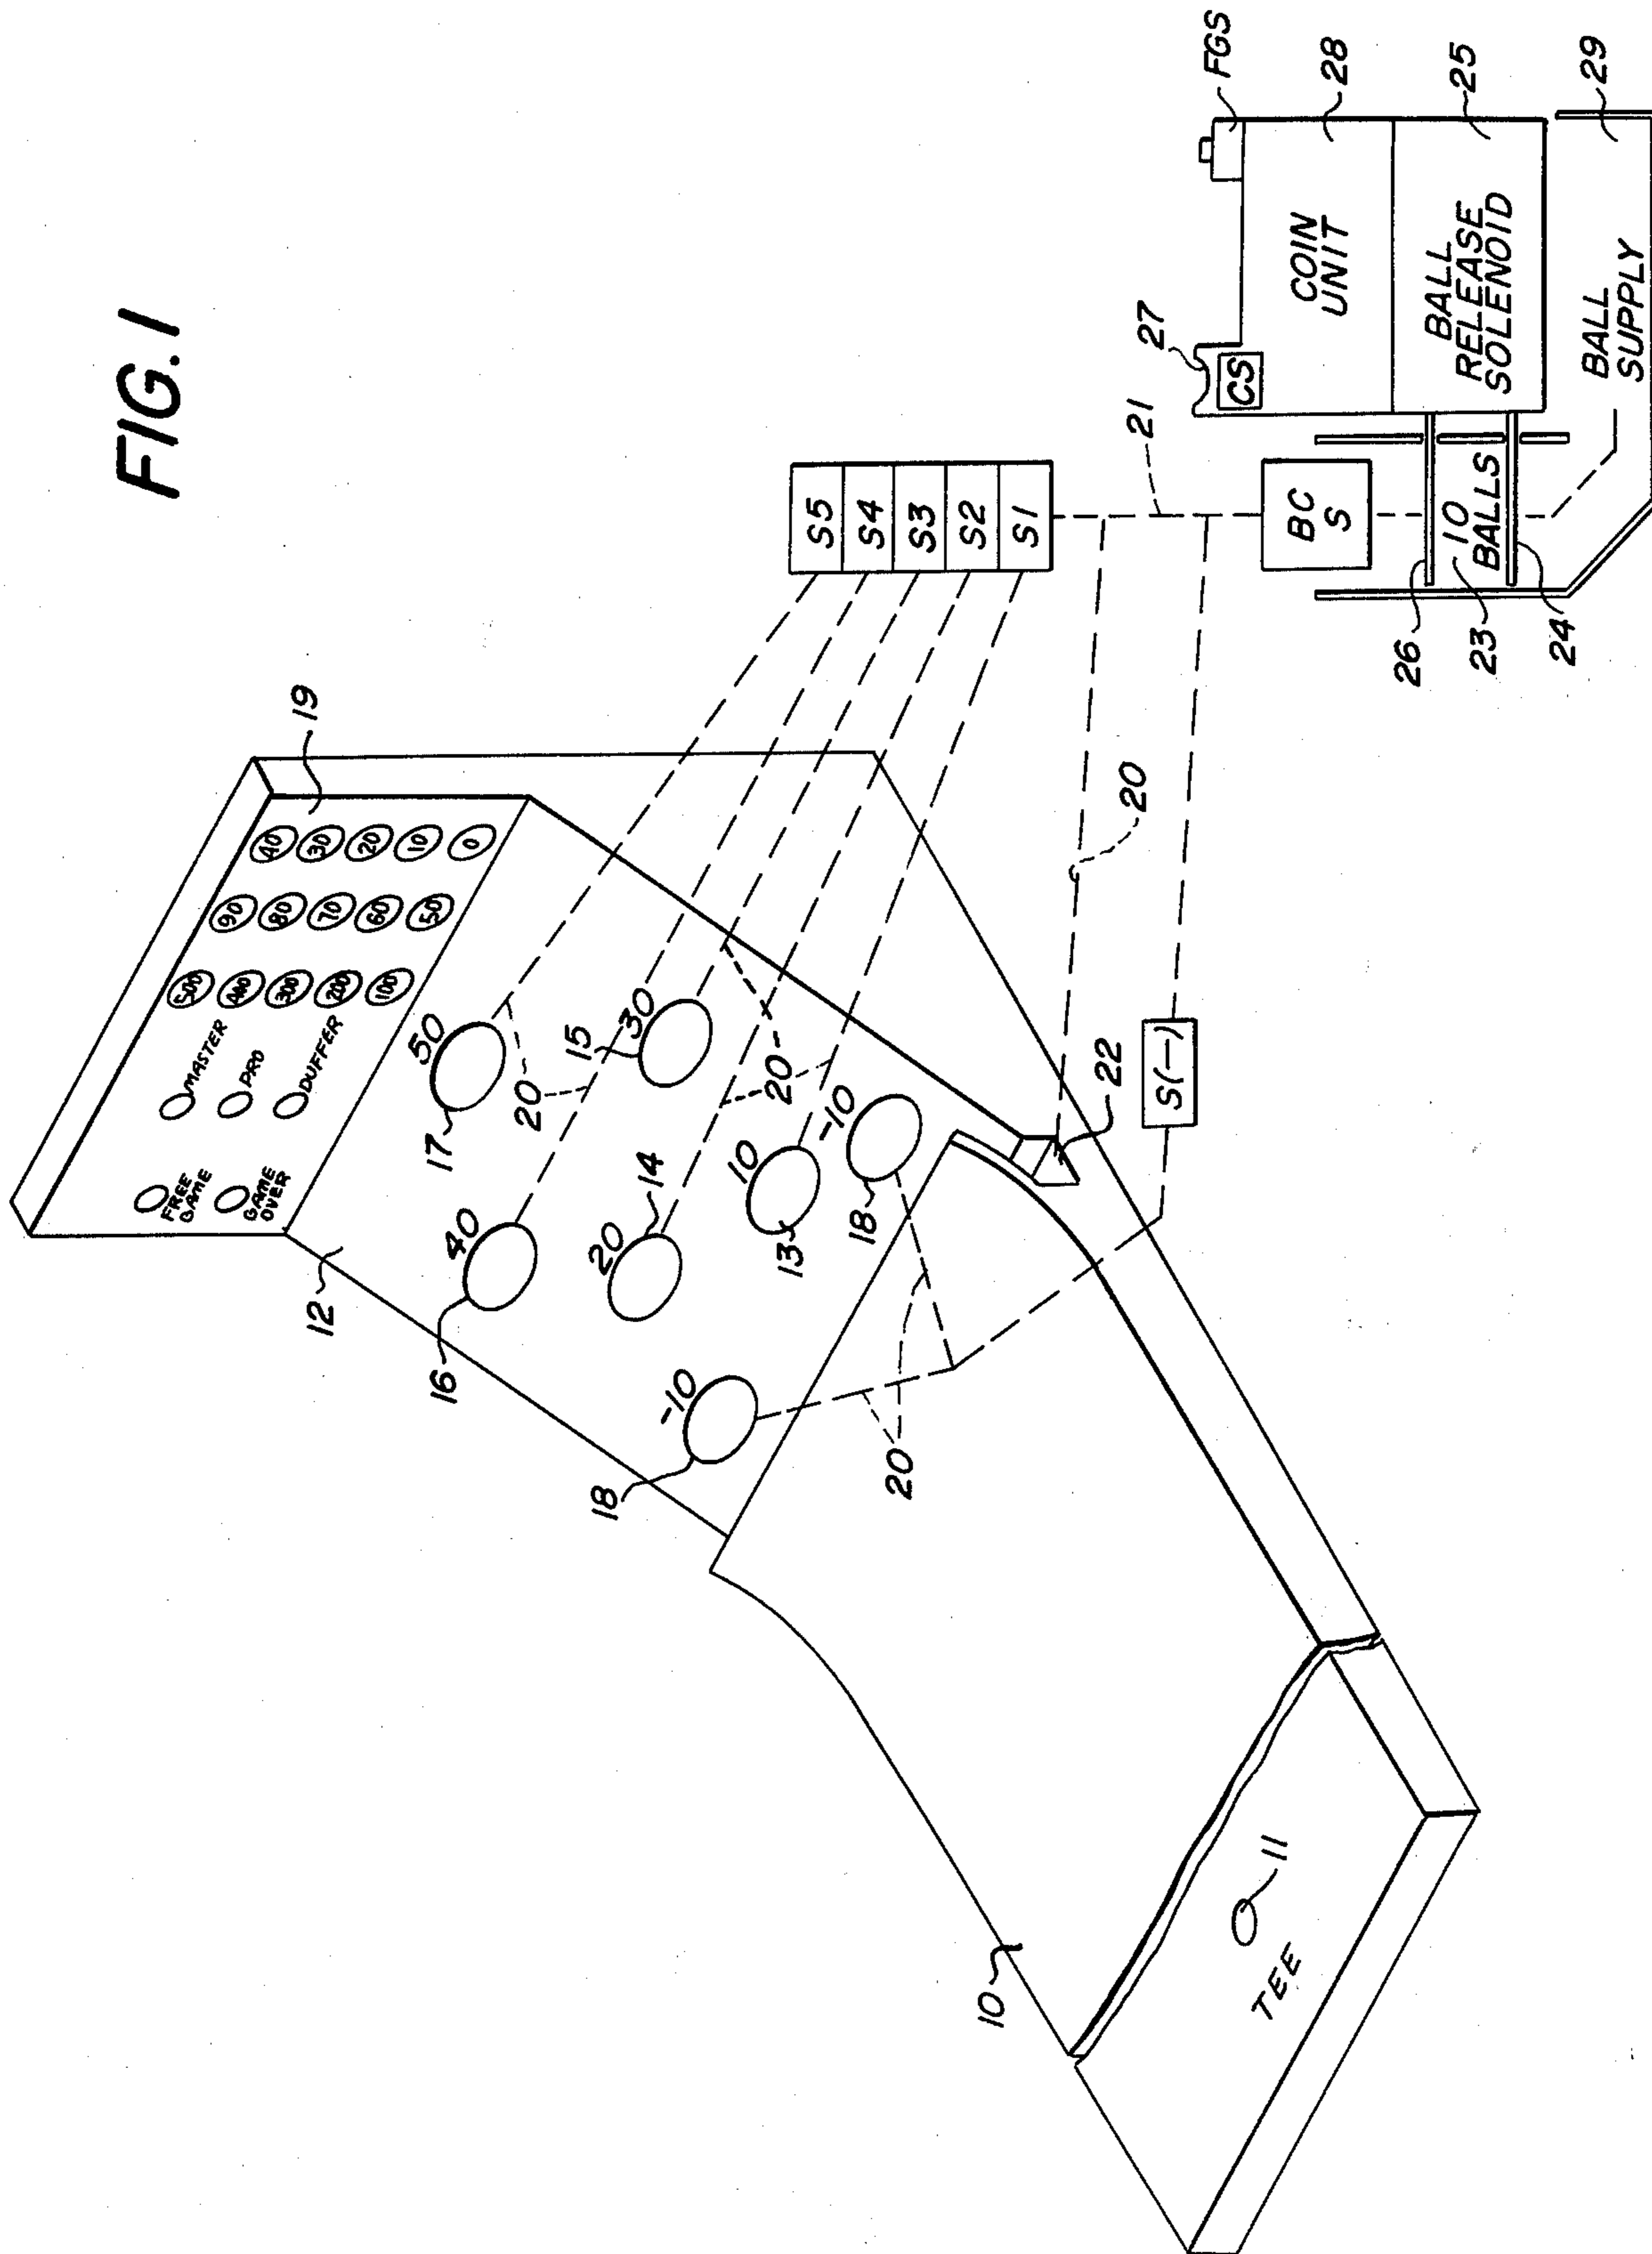 FIG. 1
FREE
GAME
GAME
OVER
MASTER
PRO
DUFFER
500
400
300
200
100
90
80
70
60
50
40
30
20
10
0
19
12
17
50
16
40
20
15
30
14
20
20
13
10
18
-10
18
-10
20
20
22
S(-)
10
11
TEE
S5
S4
S3
S2
S1
21
BC
S
26
23
24
10
BALLS
27
CS
FGS
COIN
UNIT
28
BALL
RELEASE
SOLENOID
25
BALL
SUPPLY
29